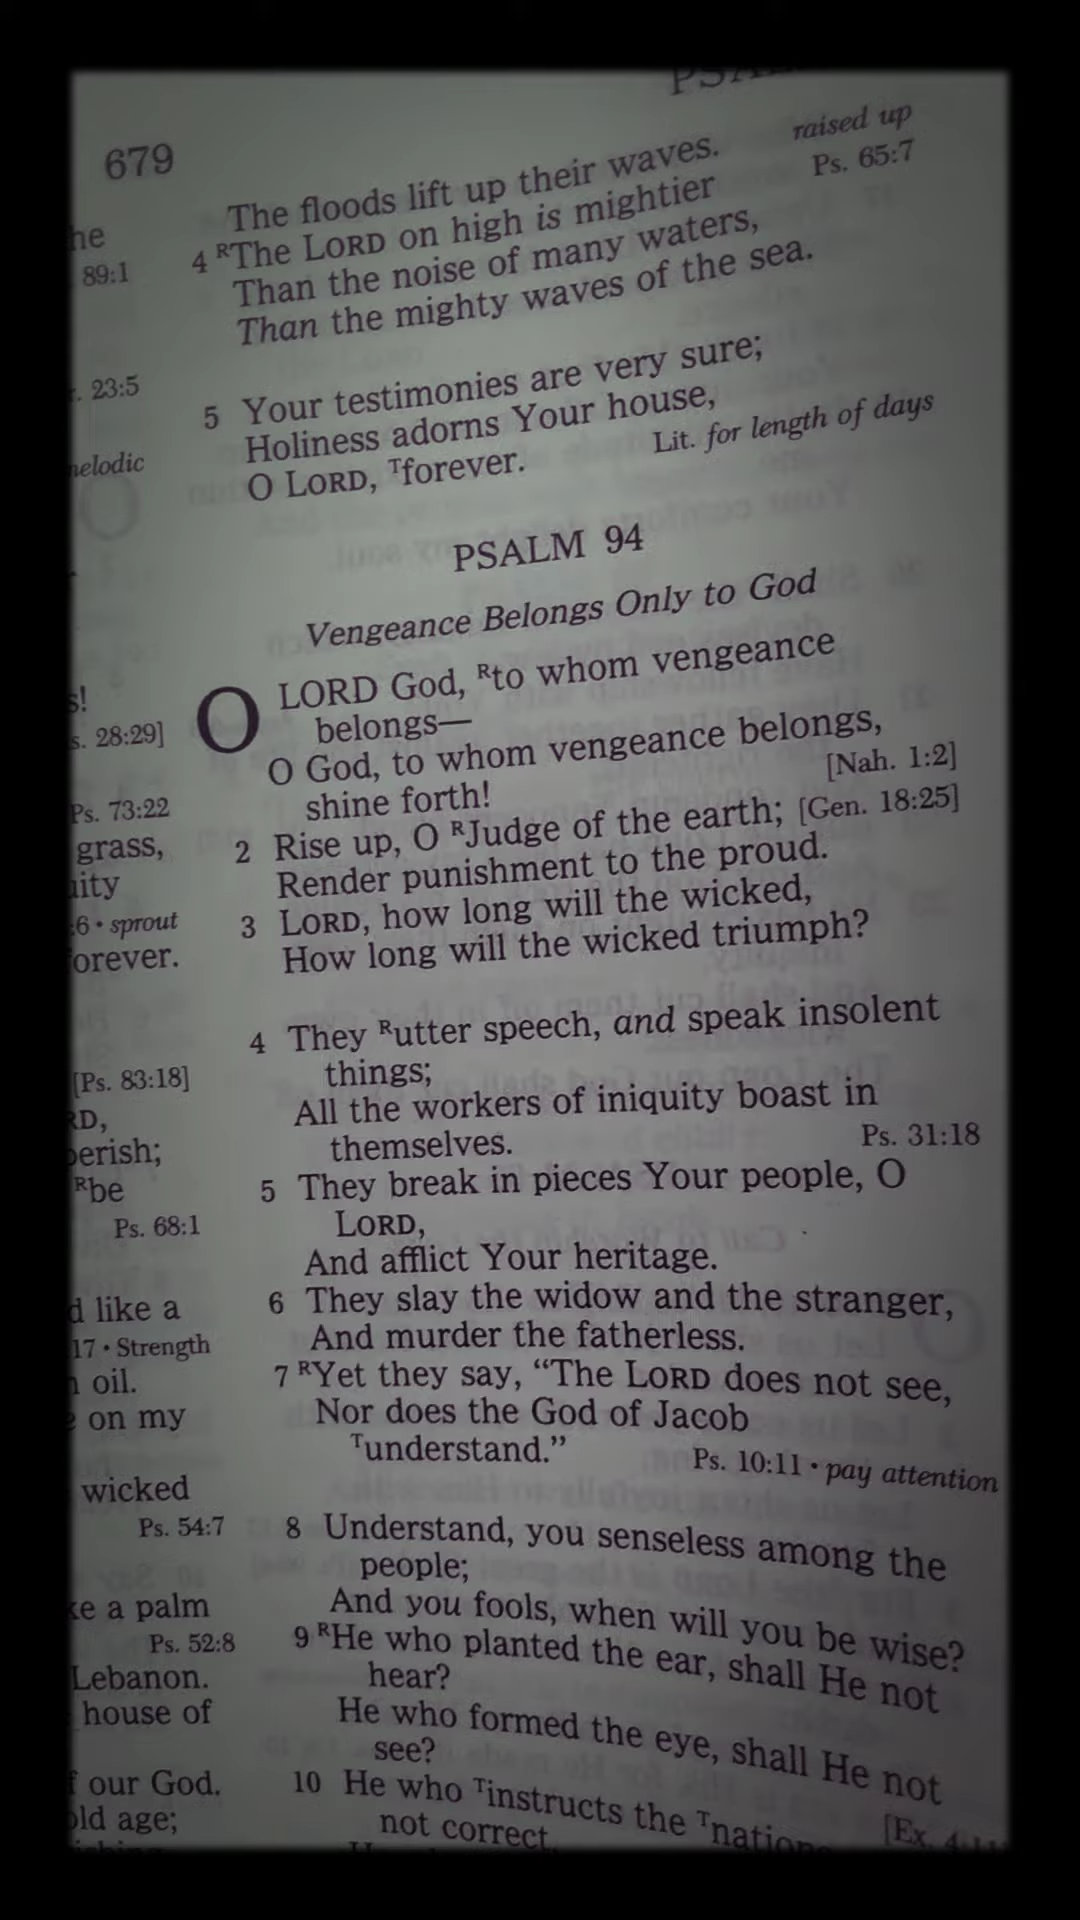 679
he
89:1
23:5
melodic
s!
s. 28:29]
Ps. 73:22
grass,
ity
:6 • sprout
orever.
[Ps. 83:18]
RD,
perish;
ᴿbe
Ps. 68:1
d like a
17 • Strength
oil.
on my
wicked
Ps. 54:7
ke a palm
Ps. 52:8
Lebanon.
house of
f our God.
old age;
The floods lift up their waves. raised up
Ps. 65:7
4 ᴿThe LORD on high is mightier
Than the noise of many waters,
Than the mighty waves of the sea.
5 Your testimonies are very sure;
Holiness adorns Your house,
O LORD, ᵀforever. Lit. for length of days
PSALM 94
Vengeance Belongs Only to God
O LORD God, ᴿto whom vengeance
belongs—
O God, to whom vengeance belongs,
shine forth! [Nah. 1:2]
2 Rise up, O ᴿJudge of the earth; [Gen. 18:25]
Render punishment to the proud.
3 LORD, how long will the wicked,
How long will the wicked triumph?
4 They ᴿutter speech, and speak insolent
things;
All the workers of iniquity boast in
themselves. Ps. 31:18
5 They break in pieces Your people, O
LORD,
And afflict Your heritage.
6 They slay the widow and the stranger,
And murder the fatherless.
7 ᴿYet they say, “The LORD does not see,
Nor does the God of Jacob
ᵀunderstand.” Ps. 10:11 • pay attention
8 Understand, you senseless among the
people;
And you fools, when will you be wise?
9 ᴿHe who planted the ear, shall He not
hear?
He who formed the eye, shall He not
see?
10 He who ᵀinstructs the ᵀnations
not correct